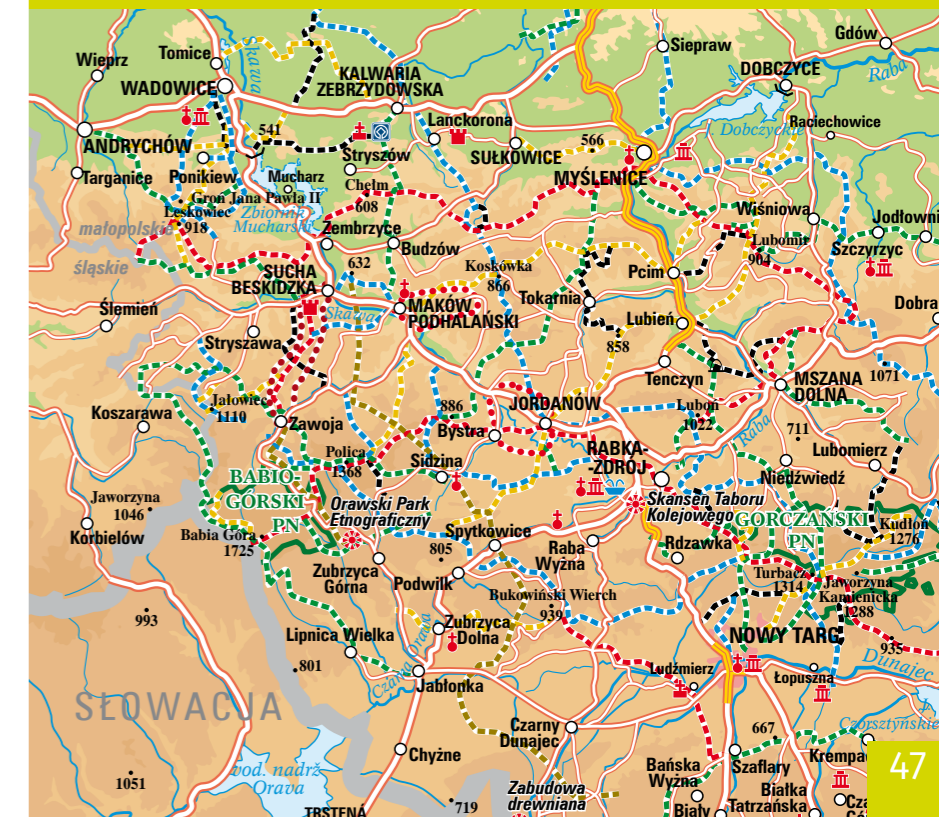 Gdów
Siepraw
Tomice
Wieprz
Skawa
DOBCZYCE
Raba
KALWARIA
ZEBRZYDOWSKA
WADOWICE
Lanckorona
J. Dobczyckie
Raciechowice
541
566
ANDRYCHÓW
Stryszów
SUŁKOWICE
MYŚLENICE
Targanice
Ponikiew
Mucharz
Chełm
608
Groń Jana Pawła II
Leskowiec
918
Zbiornik
Mucharski
Wiśniowa
Jodłowni
małopolskie
śląskie
Zembrzyce
Budzów
Lubomir
904
Szczyrzyc
632
Koskówka
866
Pcim
SUCHA
BESKIDZKA
Tokarnia
Dobra
Ślemień
Skawa
MAKÓW
PODHALAŃSKI
Lubień
858
Stryszawa
Tenczyn
MSZANA
DOLNA
1071
Jałowiec
1110
Koszarawa
886
JORDANÓW
Luboń
1022
Zawoja
Bystra
Raba
711
Lubomierz
Polica
1368
Sidzina
RABKA-
-ZDRÓJ
Niedźwiedź
BABIO-
GÓRSKI
PN
Jaworzyna
1046
Orawski Park
Etnograficzny
Skansen Taboru
Kolejowego
GORCZAŃSKI
PN
Kudłoń
1276
Korbielów
Babia Góra
1725
Spytkowice
805
Raba
Wyżna
Rdzawka
Zubrzyca
Górna
Podwilk
Turbacz
1314
Jaworzyna
Kamienicka
1288
Bukowiński Wierch
939
993
Zubrzyca
Dolna
Lipnica Wielka
NOWY TARG
935
801
Czarna Orawa
Ludźmierz
Łopuszna
Dunajec
Jabłonka
SŁOWACJA
Czarny
Dunajec
667
Czorsztyńskie
Chyżne
Bańska
Wyżna
Szaflary
Krempa
47
1051
vod. nadrž
Orava
Zabudowa
drewniana
Białka
Tatrzańska
TRSTENÁ
719
Biały
Cza